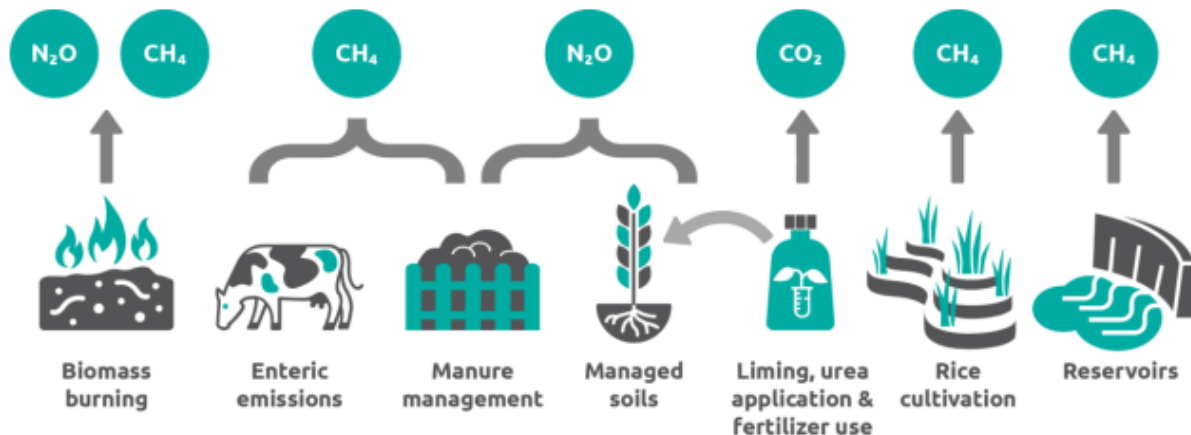 N₂O CH₄ CH₄ N₂O CO₂ CH₄ CH₄
Biomass
burning
Enteric
emissions
Manure
management
Managed
soils
Liming, urea
application &
fertilizer use
Rice
cultivation
Reservoirs